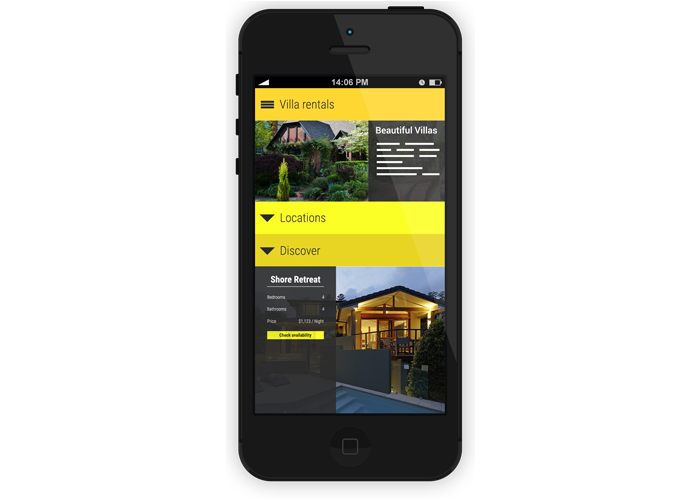 14:06 PM
Villa rentals
Beautiful Villas
Locations
Discover
Shore Retreat
Bedrooms 4
Bathrooms 4
Price $1,123 / Night
Check availability